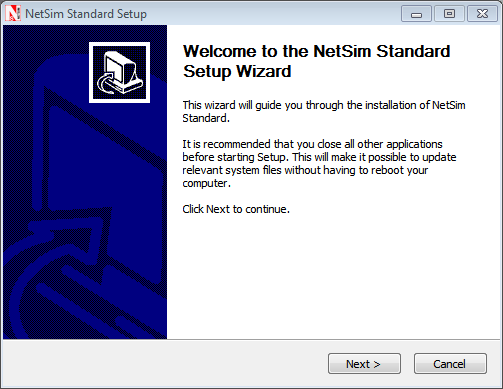 NetSim Standard Setup
Welcome to the NetSim Standard
Setup Wizard
This wizard will guide you through the installation of NetSim
Standard.
It is recommended that you close all other applications
before starting Setup. This will make it possible to update
relevant system files without having to reboot your
computer.
Click Next to continue.
Next >
Cancel